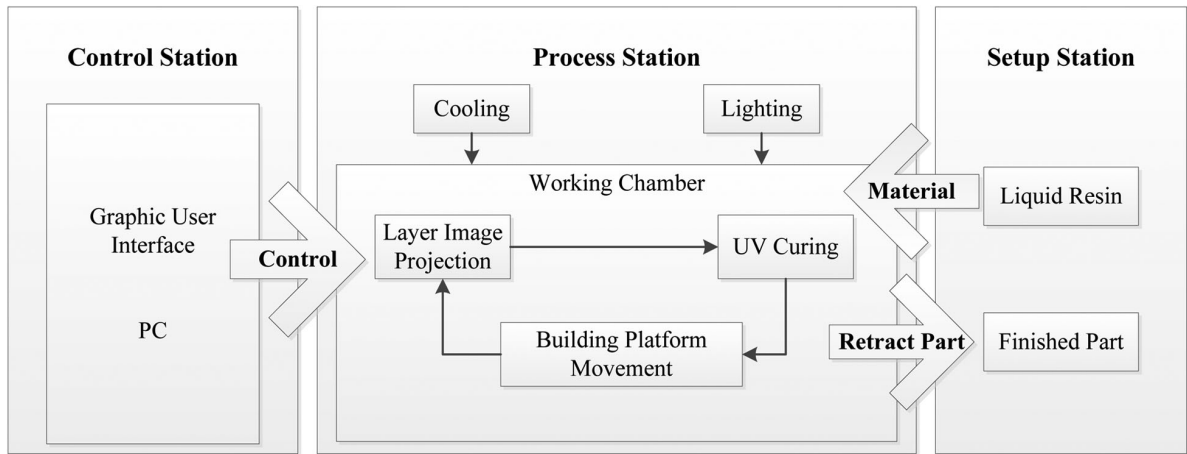 Control Station
Graphic User
Interface
PC
Control
Process Station
Cooling
Lighting
Working Chamber
Layer Image
Projection
UV Curing
Building Platform
Movement
Setup Station
Material
Liquid Resin
Retract Part
Finished Part